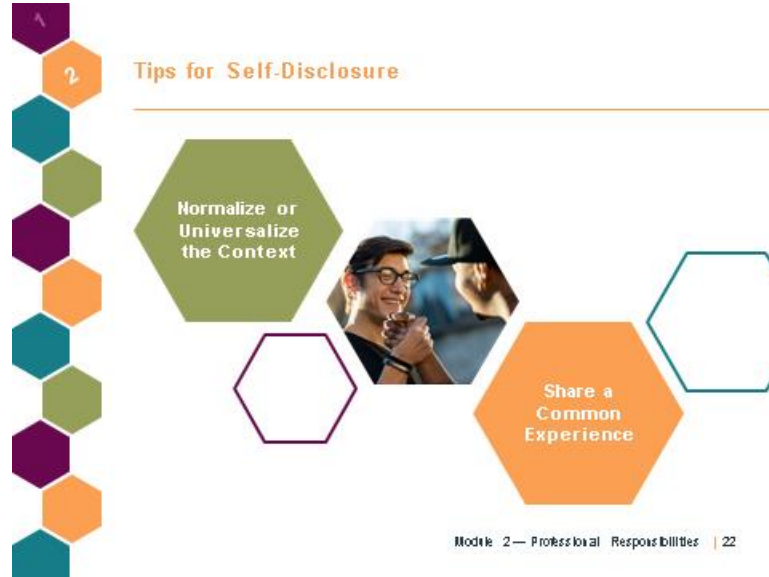 1
2
Tips for Self-Disclosure
Normalize or
Universalize
the Context
Share a
Common
Experience
Module 2— Professional Responsibilities | 22